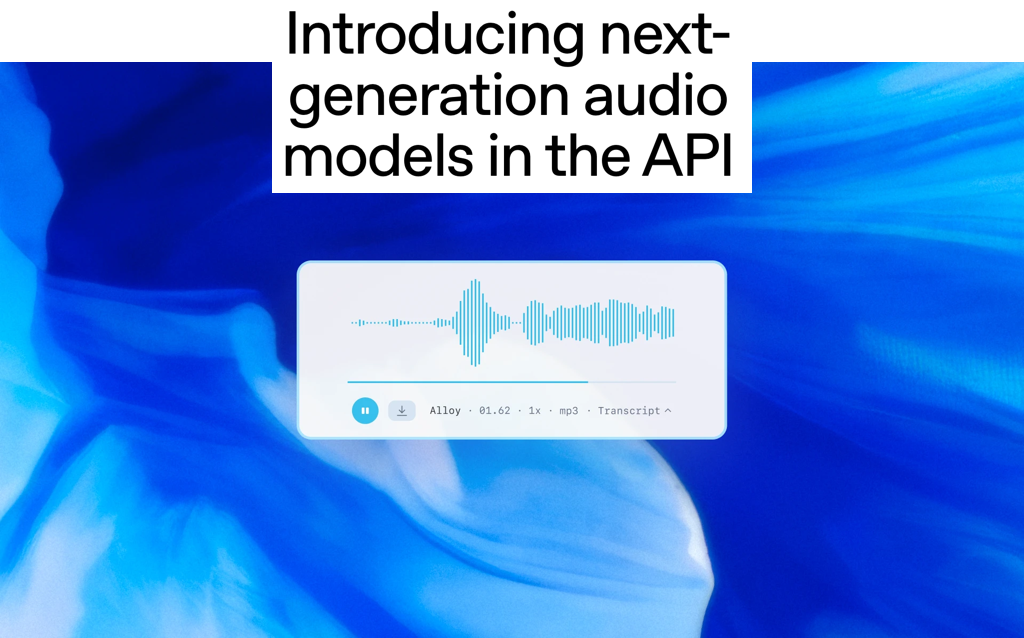 Introducing next-
generation audio
models in the API
Alloy · 01.62 · 1x · mp3 · Transcript